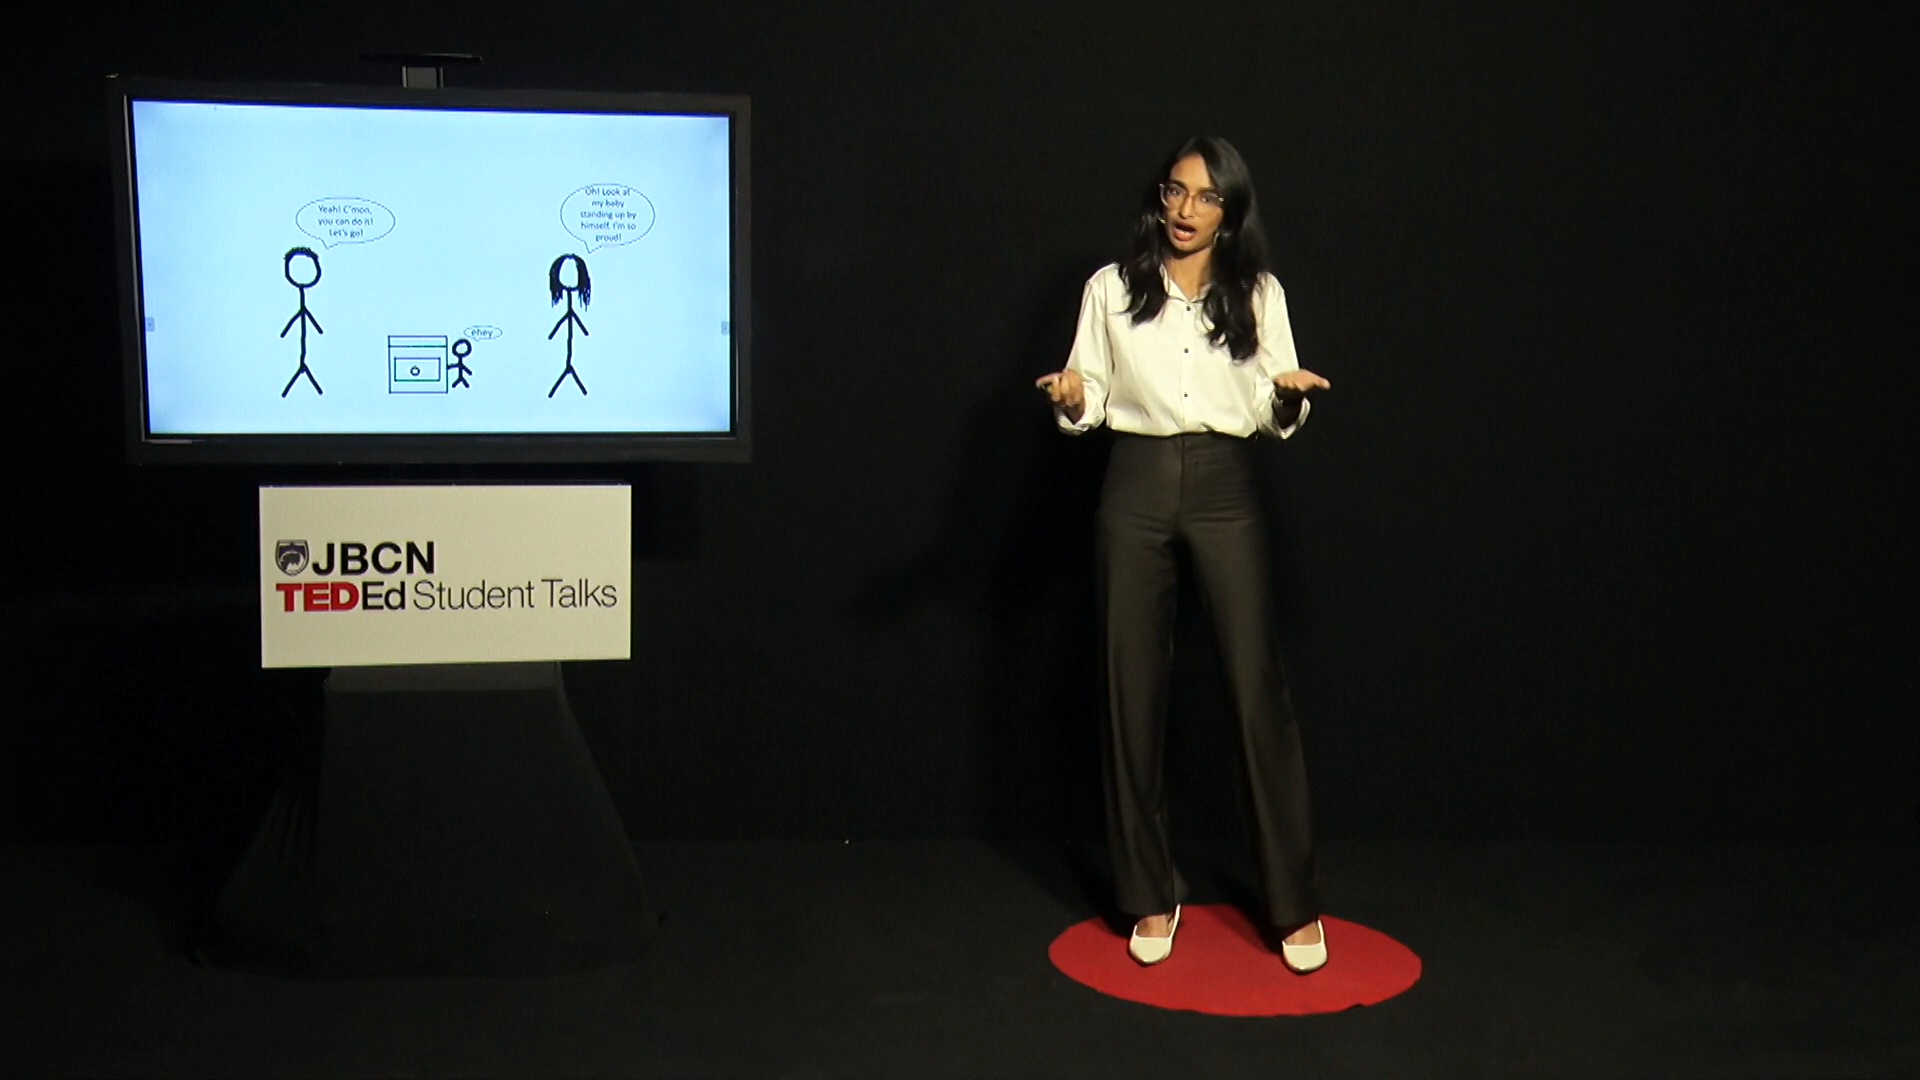 Yeah! C'mon,
you can do it!
Let's go!
Oh! Look at
my baby
standing up by
himself. I'm so
proud!
ehey
JBCN
TEDEd Student Talks